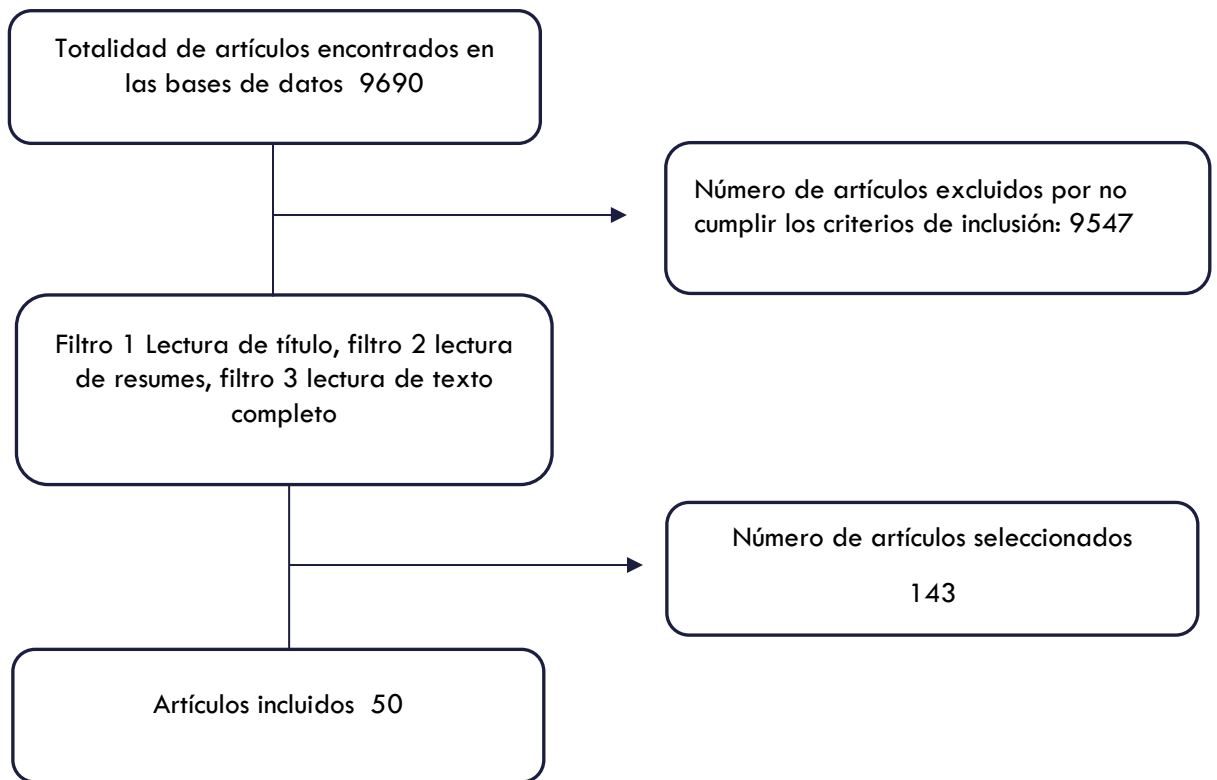 Totalidad de artículos encontrados en
las bases de datos 9690
Número de artículos excluidos por no
cumplir los criterios de inclusión: 9547
Filtro 1 Lectura de título, filtro 2 lectura
de resumes, filtro 3 lectura de texto
completo
Número de artículos seleccionados
143
Artículos incluidos 50